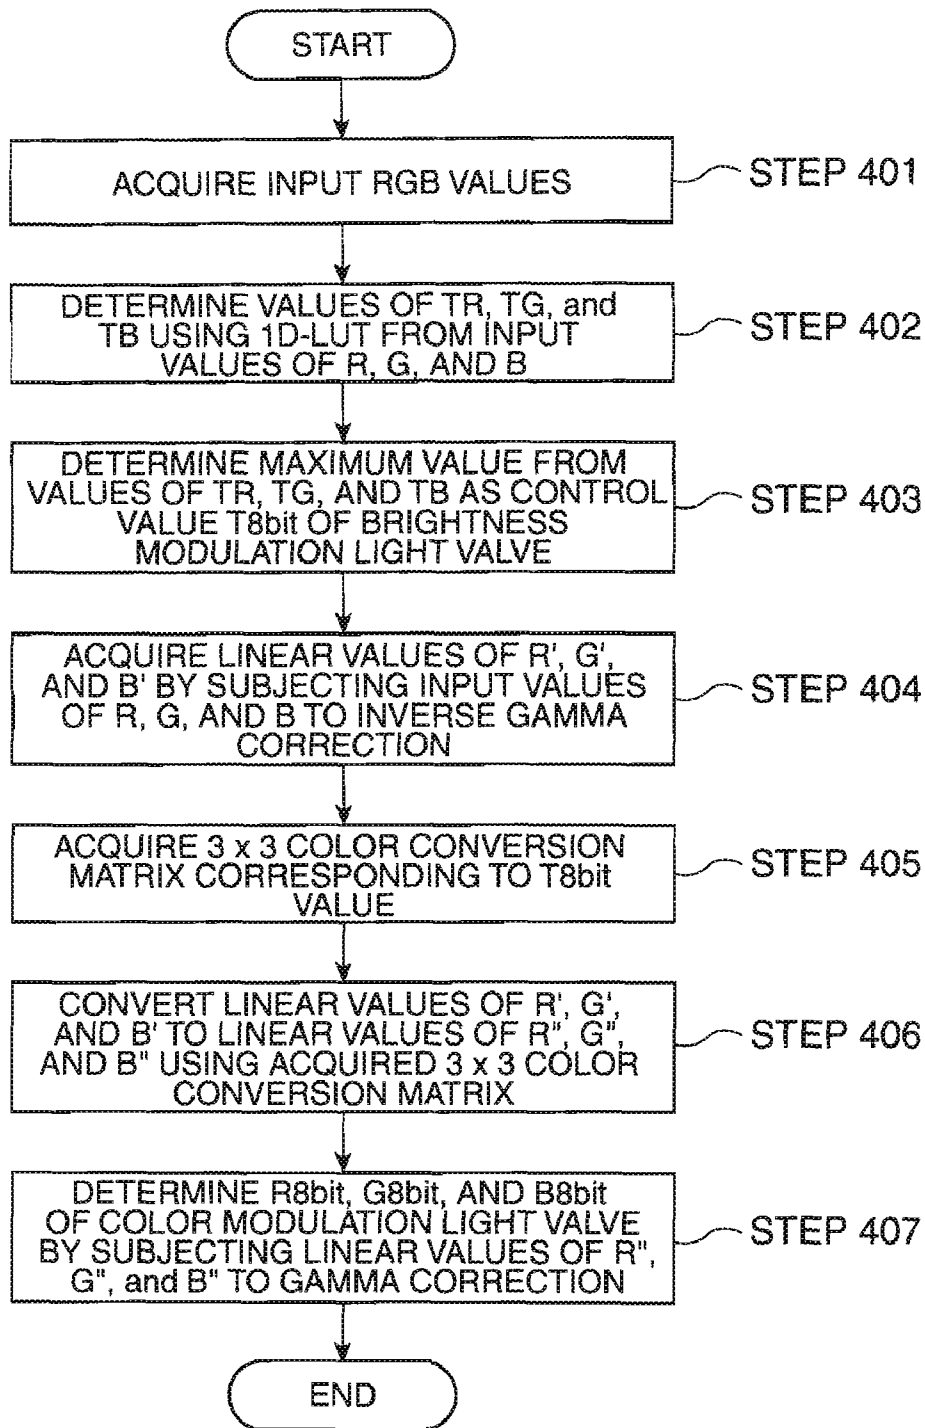 START
ACQUIRE INPUT RGB VALUES
STEP 401
DETERMINE VALUES OF TR, TG, and
TB USING 1D-LUT FROM INPUT
VALUES OF R, G, AND B
STEP 402
DETERMINE MAXIMUM VALUE FROM
VALUES OF TR, TG, AND TB AS CONTROL
VALUE T8bit OF BRIGHTNESS
MODULATION LIGHT VALVE
STEP 403
ACQUIRE LINEAR VALUES OF R', G',
AND B' BY SUBJECTING INPUT VALUES
OF R, G, AND B TO INVERSE GAMMA
CORRECTION
STEP 404
ACQUIRE 3 x 3 COLOR CONVERSION
MATRIX CORRESPONDING TO T8bit
VALUE
STEP 405
CONVERT LINEAR VALUES OF R', G',
AND B' TO LINEAR VALUES OF R", G",
AND B" USING ACQUIRED 3 x 3 COLOR
CONVERSION MATRIX
STEP 406
DETERMINE R8bit, G8bit, AND B8bit
OF COLOR MODULATION LIGHT VALVE
BY SUBJECTING LINEAR VALUES OF R",
G", and B" TO GAMMA CORRECTION
STEP 407
END